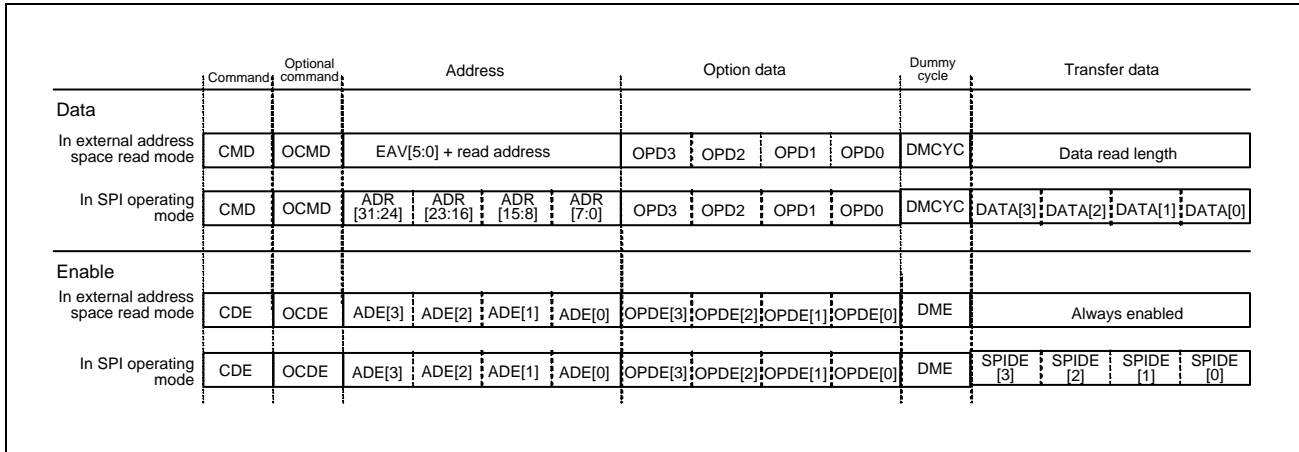 Command Optional command Address Option data Dummy cycle Transfer data
Data
In external address space read mode CMD OCMD EAV[5:0] + read address OPD3 OPD2 OPD1 OPD0 DMCYC Data read length
In SPI operating mode CMD OCMD ADR [31:24] ADR [23:16] ADR [15:8] ADR [7:0] OPD3 OPD2 OPD1 OPD0 DMCYC DATA[3] DATA[2] DATA[1] DATA[0]
Enable
In external address space read mode CDE OCDE ADE[3] ADE[2] ADE[1] ADE[0] OPDE[3] OPDE[2] OPDE[1] OPDE[0] DME Always enabled
In SPI operating mode CDE OCDE ADE[3] ADE[2] ADE[1] ADE[0] OPDE[3] OPDE[2] OPDE[1] OPDE[0] DME SPIDE [3] SPIDE [2] SPIDE [1] SPIDE [0]